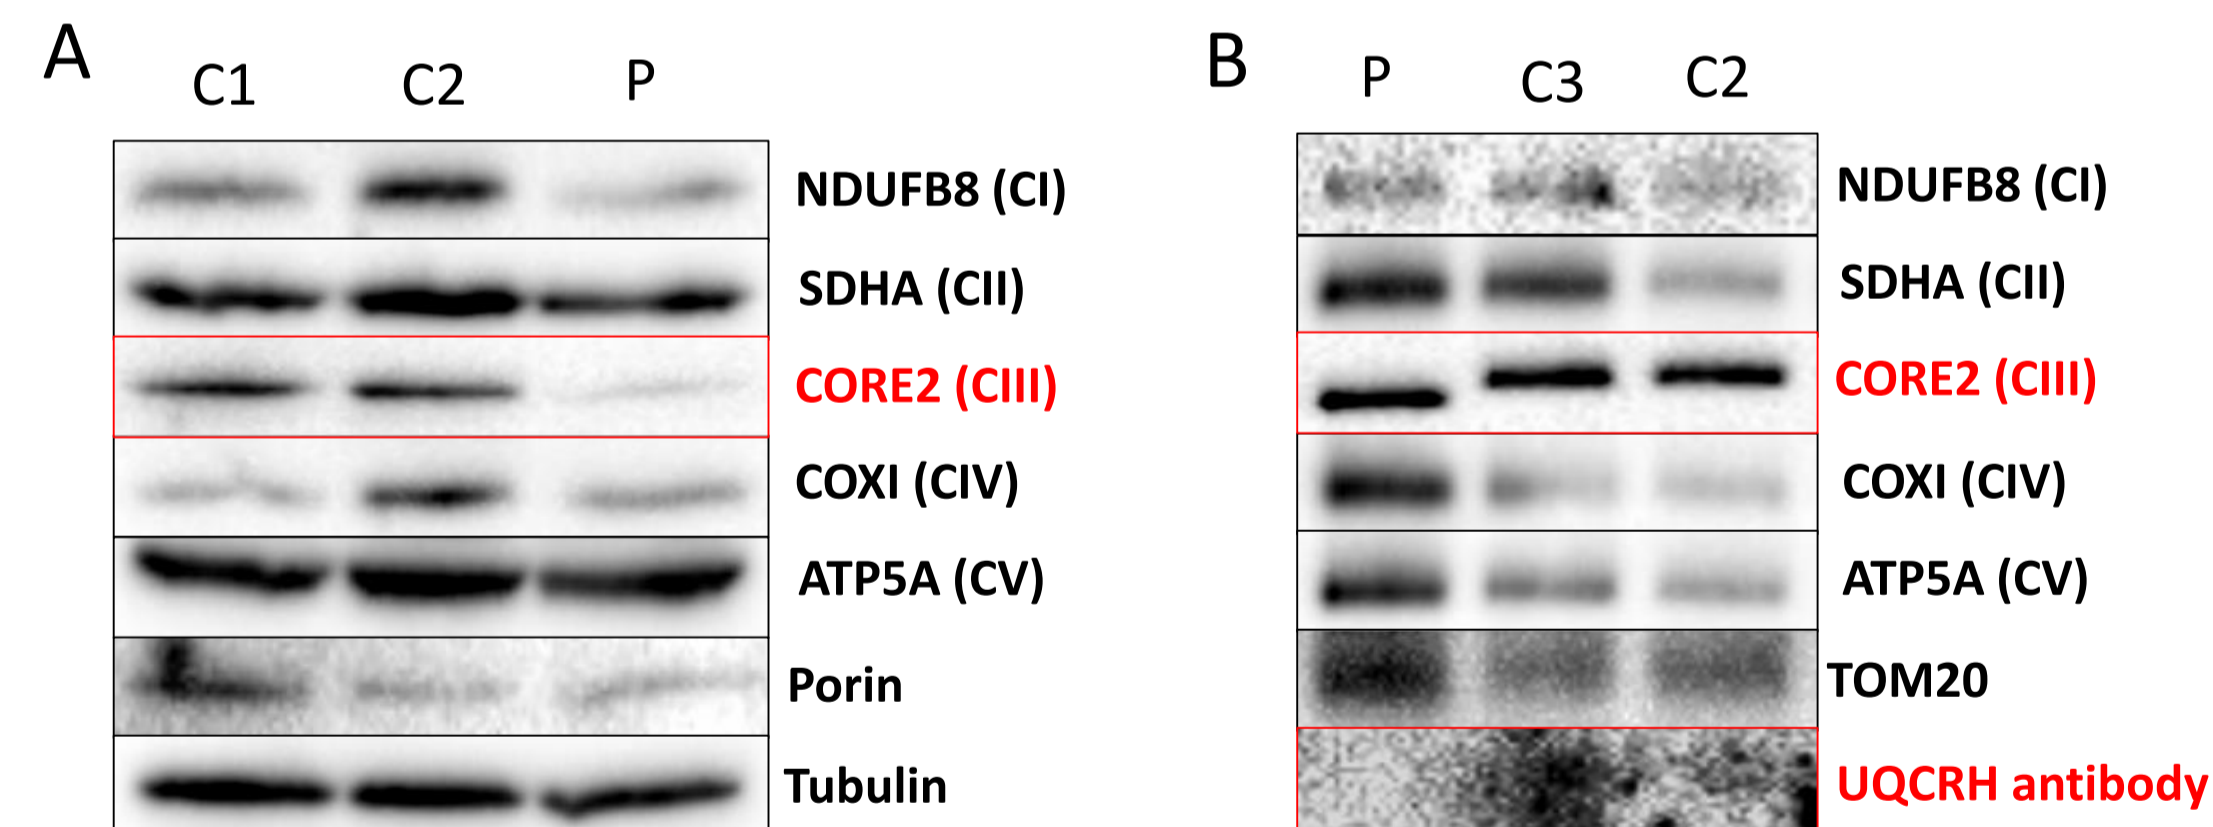 A
C1 C2 P
NDUFB8 (CI)
SDHA (CII)
CORE2 (CIII)
COXI (CIV)
ATP5A (CV)
Porin
Tubulin
B
P C3 C2
NDUFB8 (CI)
SDHA (CII)
CORE2 (CIII)
COXI (CIV)
ATP5A (CV)
TOM20
UQCRH antibody